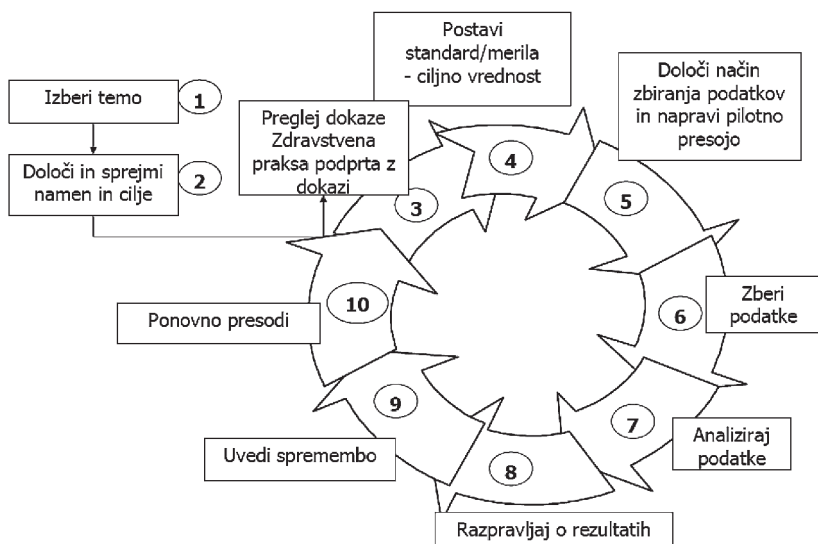 Izberi temo
1
Določi in sprejmi
namen in cilje
2
Preglej dokaze
Zdravstvena
praksa podprta z
dokazi
3
Postavi
standard/merila
- ciljno vrednost
4
Določi način
zbiranja podatkov
in napravi pilotno
presojo
5
Zberi
podatke
6
Analiziraj
podatke
7
Razpravljaj o rezultatih
8
Uvedi spremembo
9
Ponovno presodi
10